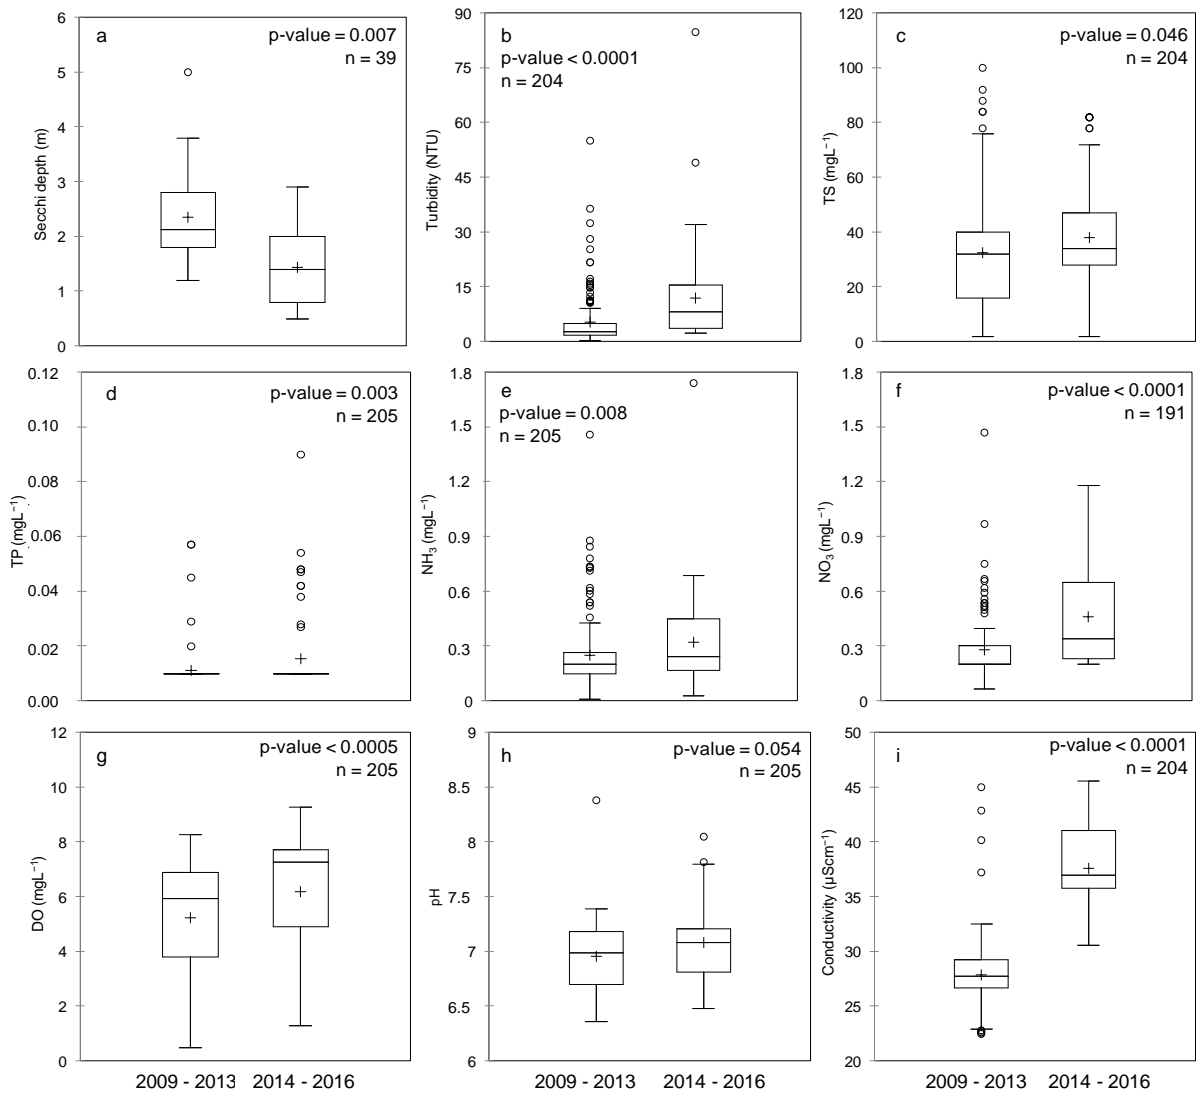 a
p-value = 0.007
n = 39
Secchi depth (m)
6
5
4
3
2
1
0
b
p-value < 0.0001
n = 204
Turbidity (NTU)
90
75
60
45
30
15
0
c
p-value = 0.046
n = 204
TS (mgL⁻¹)
120
100
80
60
40
20
0
d
p-value = 0.003
n = 205
TP (mgL⁻¹)
0.12
0.10
0.08
0.06
0.04
0.02
0.00
e
p-value = 0.008
n = 205
NH₃ (mgL⁻¹)
1.8
1.5
1.2
0.9
0.6
0.3
0
f
p-value < 0.0001
n = 191
NO₃ (mgL⁻¹)
1.8
1.5
1.2
0.9
0.6
0.3
0
g
p-value < 0.0005
n = 205
DO (mgL⁻¹)
12
10
8
6
4
2
0
2009 - 2013 2014 - 2016
h
p-value = 0.054
n = 205
pH
9
8.5
8
7.5
7
6.5
6
2009 - 2013 2014 - 2016
i
p-value < 0.0001
n = 204
Conductivity (μScm⁻¹)
50
45
40
35
30
25
20
2009 - 2013 2014 - 2016